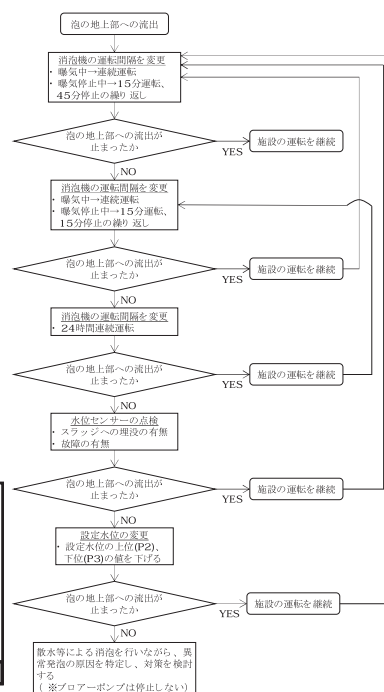 泡の地上部への流出
消泡機の運転間隔を変更
・ 曝気中→連続運転
・ 曝気停止中→15分運転、
45分停止の繰り返し
泡の地上部への流出が
止まったか
YES
施設の運転を継続
NO
消泡機の運転間隔を変更
・ 曝気中→連続運転
・ 曝気停止中→15分運転、
15分停止の繰り返し
泡の地上部への流出が
止まったか
YES
施設の運転を継続
NO
消泡機の運転間隔を変更
・ 24時間連続運転
泡の地上部への流出が
止まったか
YES
施設の運転を継続
NO
水位センサーの点検
・ スラッジへの埋没の有無
・ 故障の有無
泡の地上部への流出が
止まったか
YES
施設の運転を継続
NO
設定水位の変更
・ 設定水位の上位(P2)、
下位(P3)の値を下げる
泡の地上部への流出が
止まったか
YES
施設の運転を継続
NO
散水等による消泡を行いながら、異
常発泡の原因を特定し、対策を検討
する
(※ブロアーポンプは停止しない)